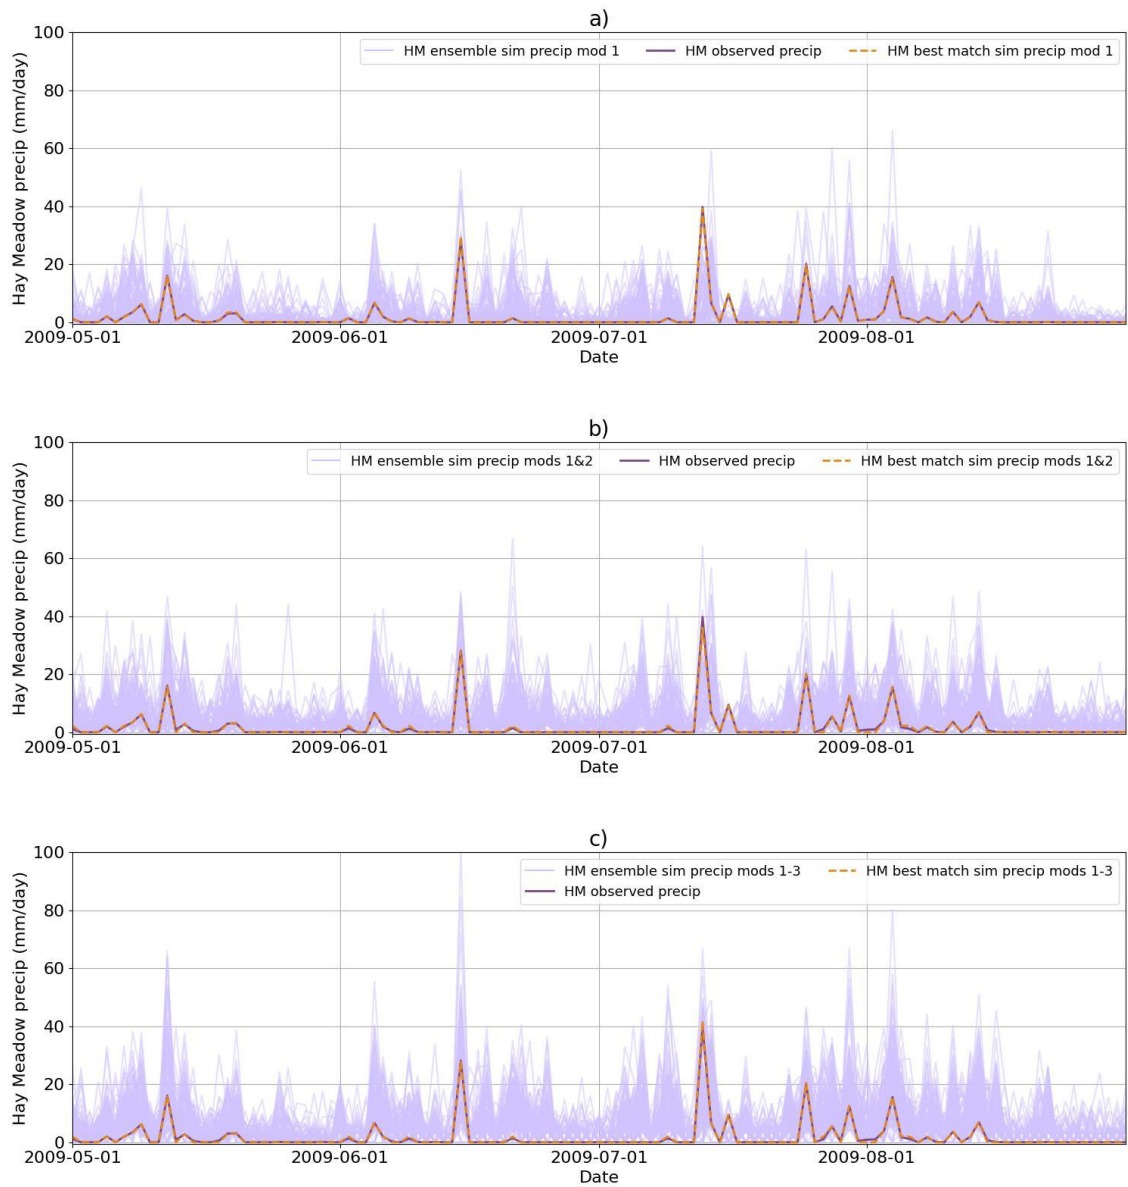 a)
100
80
60
40
20
0
Hay Meadow precip (mm/day)
HM ensemble sim precip mod 1 HM observed precip HM best match sim precip mod 1
2009-05-01 2009-06-01 2009-07-01 2009-08-01
Date
b)
100
80
60
40
20
0
Hay Meadow precip (mm/day)
HM ensemble sim precip mods 1&2 HM observed precip HM best match sim precip mods 1&2
2009-05-01 2009-06-01 2009-07-01 2009-08-01
Date
c)
100
80
60
40
20
0
Hay Meadow precip (mm/day)
HM ensemble sim precip mods 1-3 HM best match sim precip mods 1-3
HM observed precip
2009-05-01 2009-06-01 2009-07-01 2009-08-01
Date